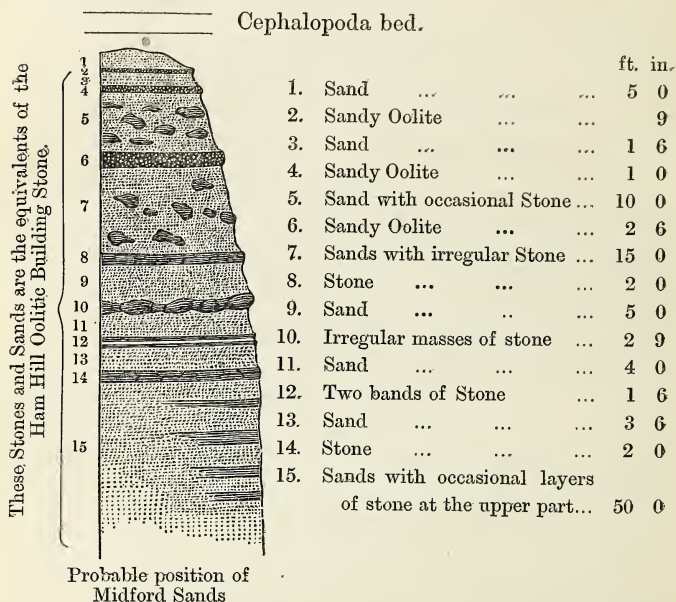 Cephalopoda bed.
ft. in.
1. Sand ... ... ... 5 0
2. Sandy Oolite ... ... 9
3. Sand ... ... ... 1 6
4. Sandy Oolite ... ... 1 0
5. Sand with occasional Stone ... 10 0
6. Sandy Oolite ... ... 2 6
7. Sands with irregular Stone ... 15 0
8. Stone ... ... ... 2 0
9. Sand ... .. ... 5 0
10. Irregular masses of stone ... 2 9
11. Sand ... ... ... 4 0
12. Two bands of Stone ... 1 6
13. Sand ... ... ... 3 6
14. Stone ... ... ... 2 0
15. Sands with occasional layers
of stone at the upper part... 50 0
These Stones and Sands are the equivalents of the
Ham Hill Oolitic Building Stone.
1
2
3
4
5
6
7
8
9
10
11
12
13
14
15
Probable position of
Midford Sands